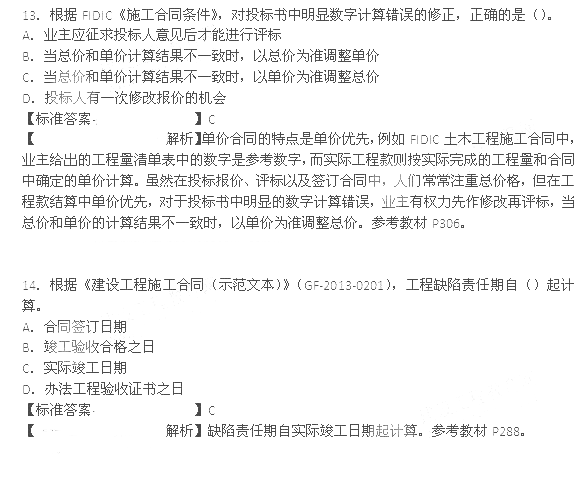 13. 根据 FIDIC《施工合同条件》，对投标书中明显数字计算错误的修正，正确的是（）。
A. 业主应征求投标人意见后才能进行评标
B. 当总价和单价计算结果不一致时，以总价为准调整单价
C. 当总价和单价计算结果不一致时，以单价为准调整总价
D. 投标人有一次修改报价的机会
【标准答案 】C
【 解析】单价合同的特点是单价优先，例如 FIDIC 土木工程施工合同中，
业主给出的工程量清单表中的数字是参考数字，而实际工程款则按实际完成的工程量和合同
中确定的单价计算。虽然在投标报价、评标以及签订合同中，人们常常注重总价格，但在工
程款结算中单价优先，对于投标书中明显的数字计算错误，业主有权力先作修改再评标，当
总价和单价的计算结果不一致时，以单价为准调整总价。参考教材 P306。
14. 根据《建设工程施工合同（示范文本）》（GF-2013-0201），工程缺陷责任期自（）起计
算。
A. 合同签订日期
B. 竣工验收合格之日
C. 实际竣工日期
D. 办法工程验收证书之日
【标准答案 】C
【 解析】缺陷责任期自实际竣工日期起计算。参考教材 P288。